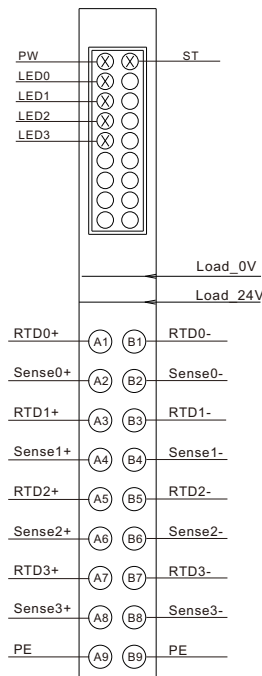 PW ST
LED0
LED1
LED2
LED3
Load_0V
Load_24V
RTD0+ A1 B1 RTD0-
Sense0+ A2 B2 Sense0-
RTD1+ A3 B3 RTD1-
Sense1+ A4 B4 Sense1-
RTD2+ A5 B5 RTD2-
Sense2+ A6 B6 Sense2-
RTD3+ A7 B7 RTD3-
Sense3+ A8 B8 Sense3-
PE A9 B9 PE